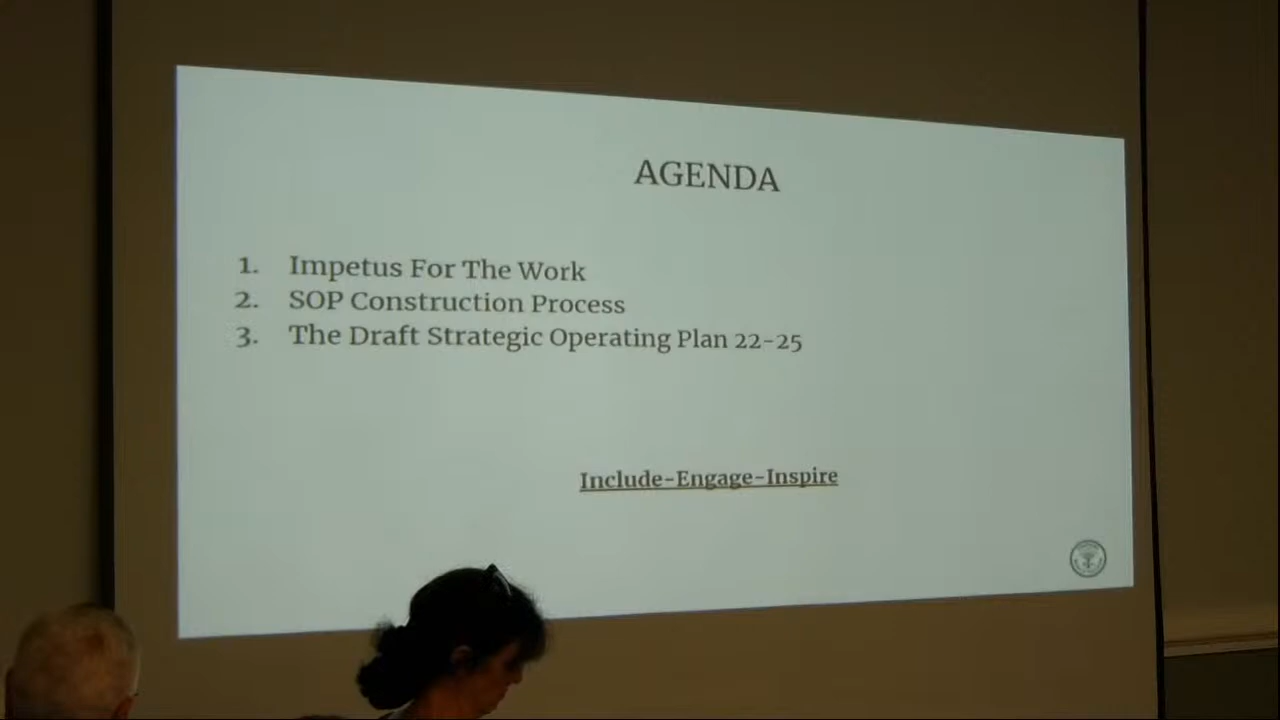 AGENDA
1. Impetus For The Work
2. SOP Construction Process
3. The Draft Strategic Operating Plan 22-25
Include-Engage-Inspire